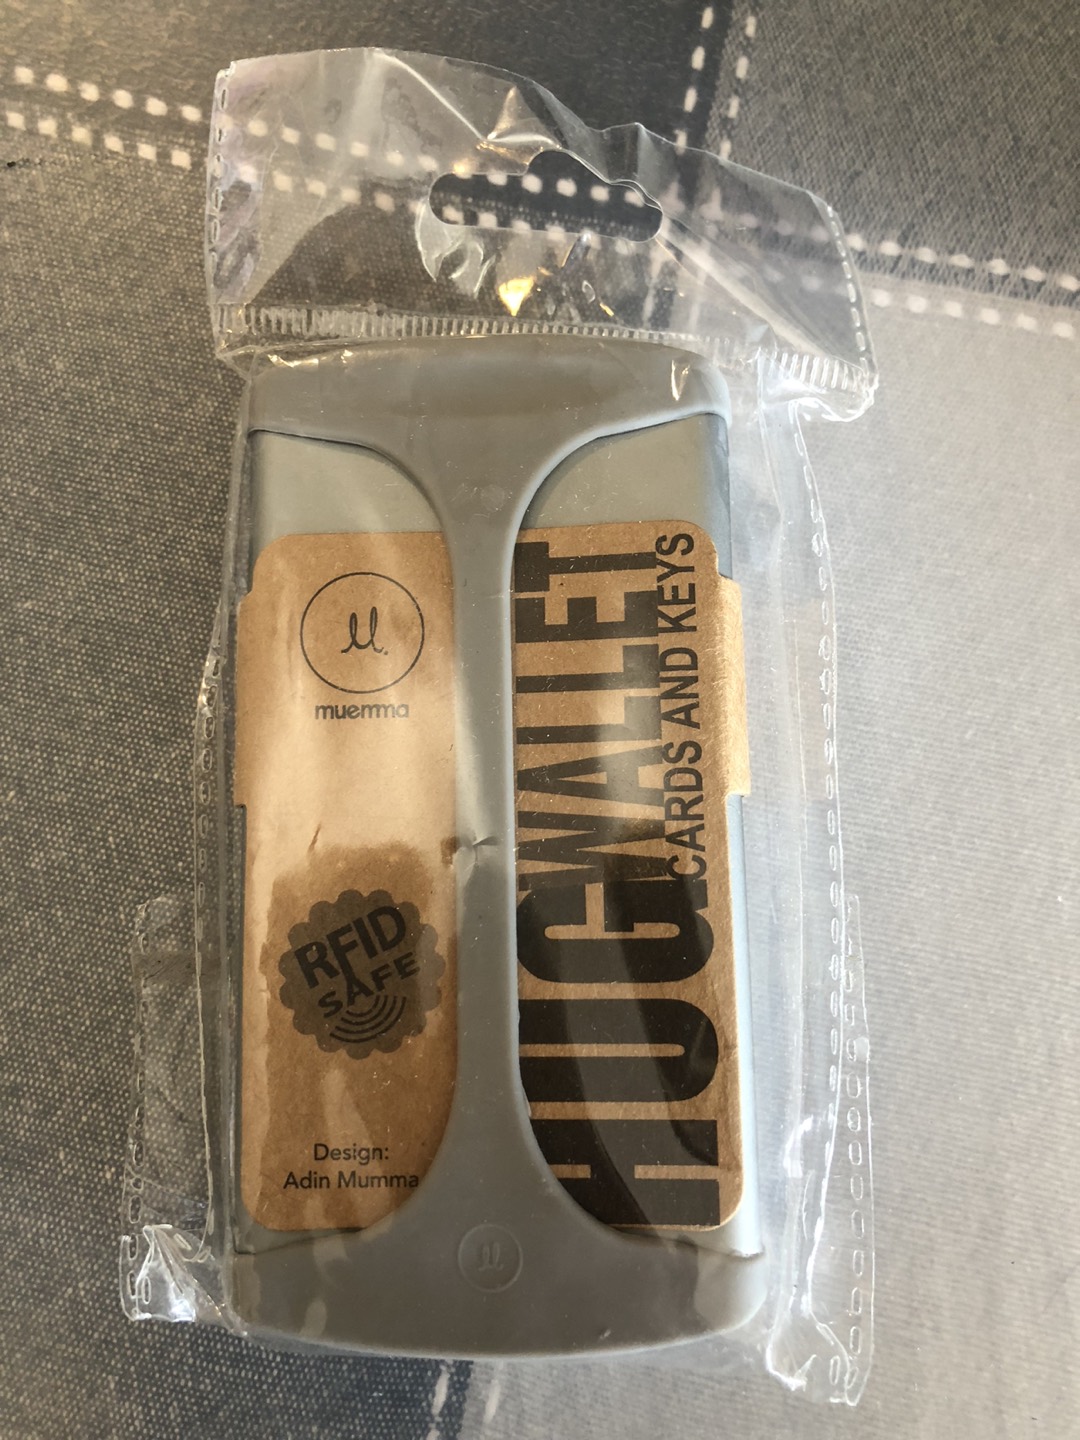 µ.
muemma
RFID
SAFE
Design:
Adin Mumma
HUGWALLET
CARDS AND KEYS
µ.